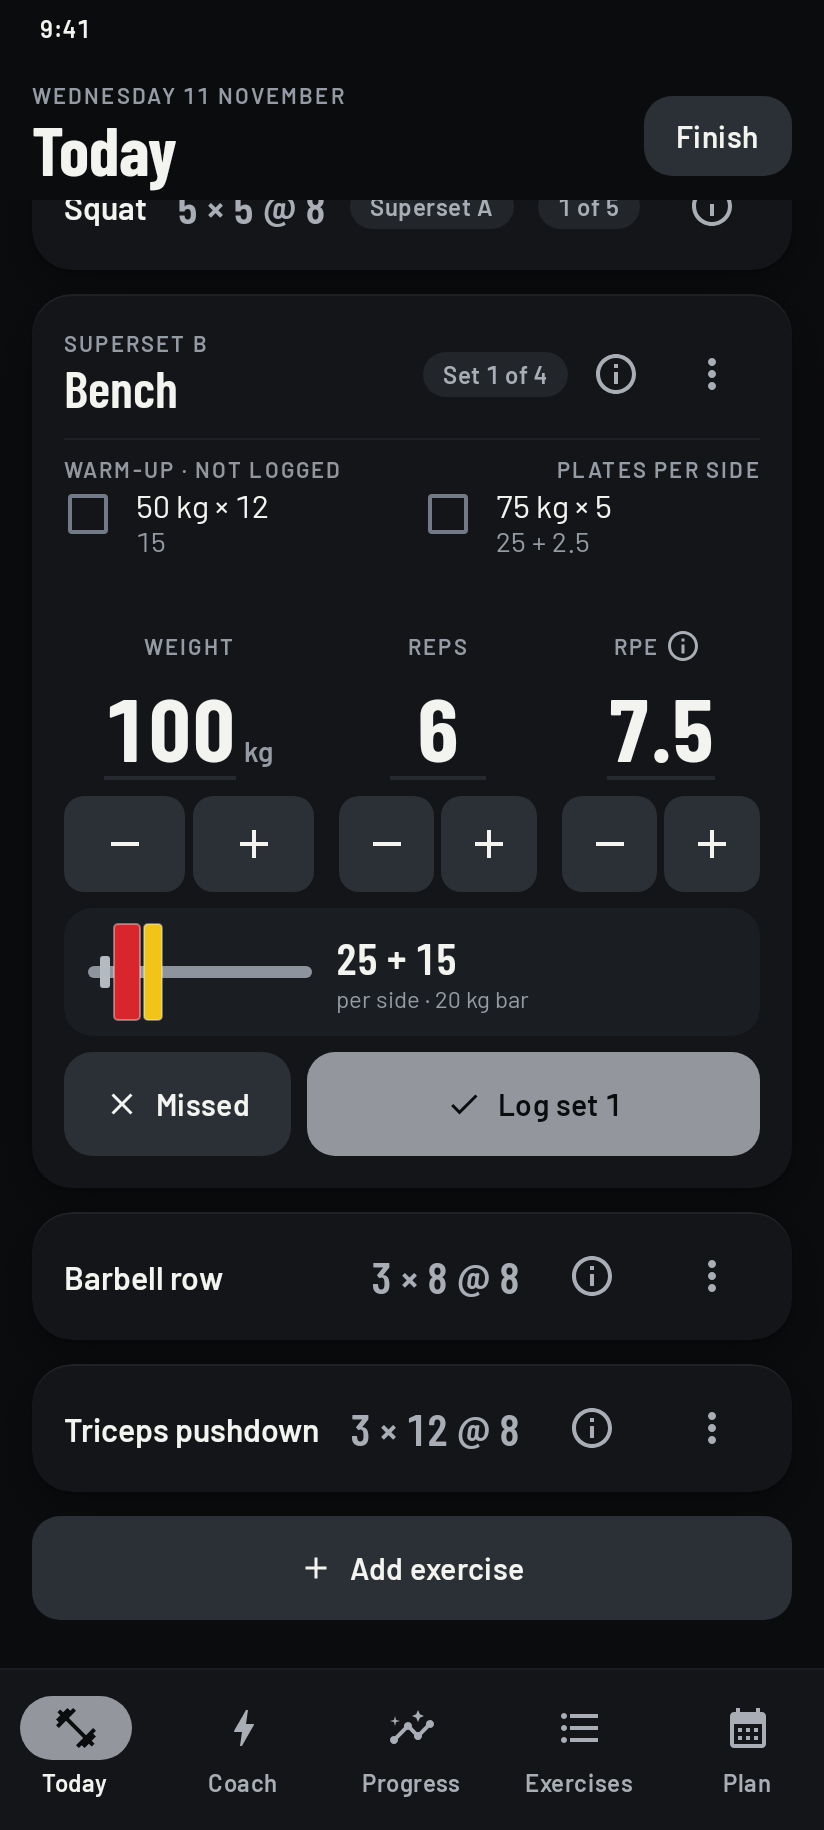 9:41
WEDNESDAY 11 NOVEMBER
Today
Finish
Squat 5 × 5 @ 8 Superset A 1 of 5
SUPERSET B
Bench
Set 1 of 4
WARM-UP · NOT LOGGED PLATES PER SIDE
50 kg × 12 75 kg × 5
15 25 + 2.5
WEIGHT REPS RPE
100 kg 6 7.5
25 + 15
per side · 20 kg bar
Missed Log set 1
Barbell row 3 × 8 @ 8
Triceps pushdown 3 × 12 @ 8
Add exercise
Today Coach Progress Exercises Plan